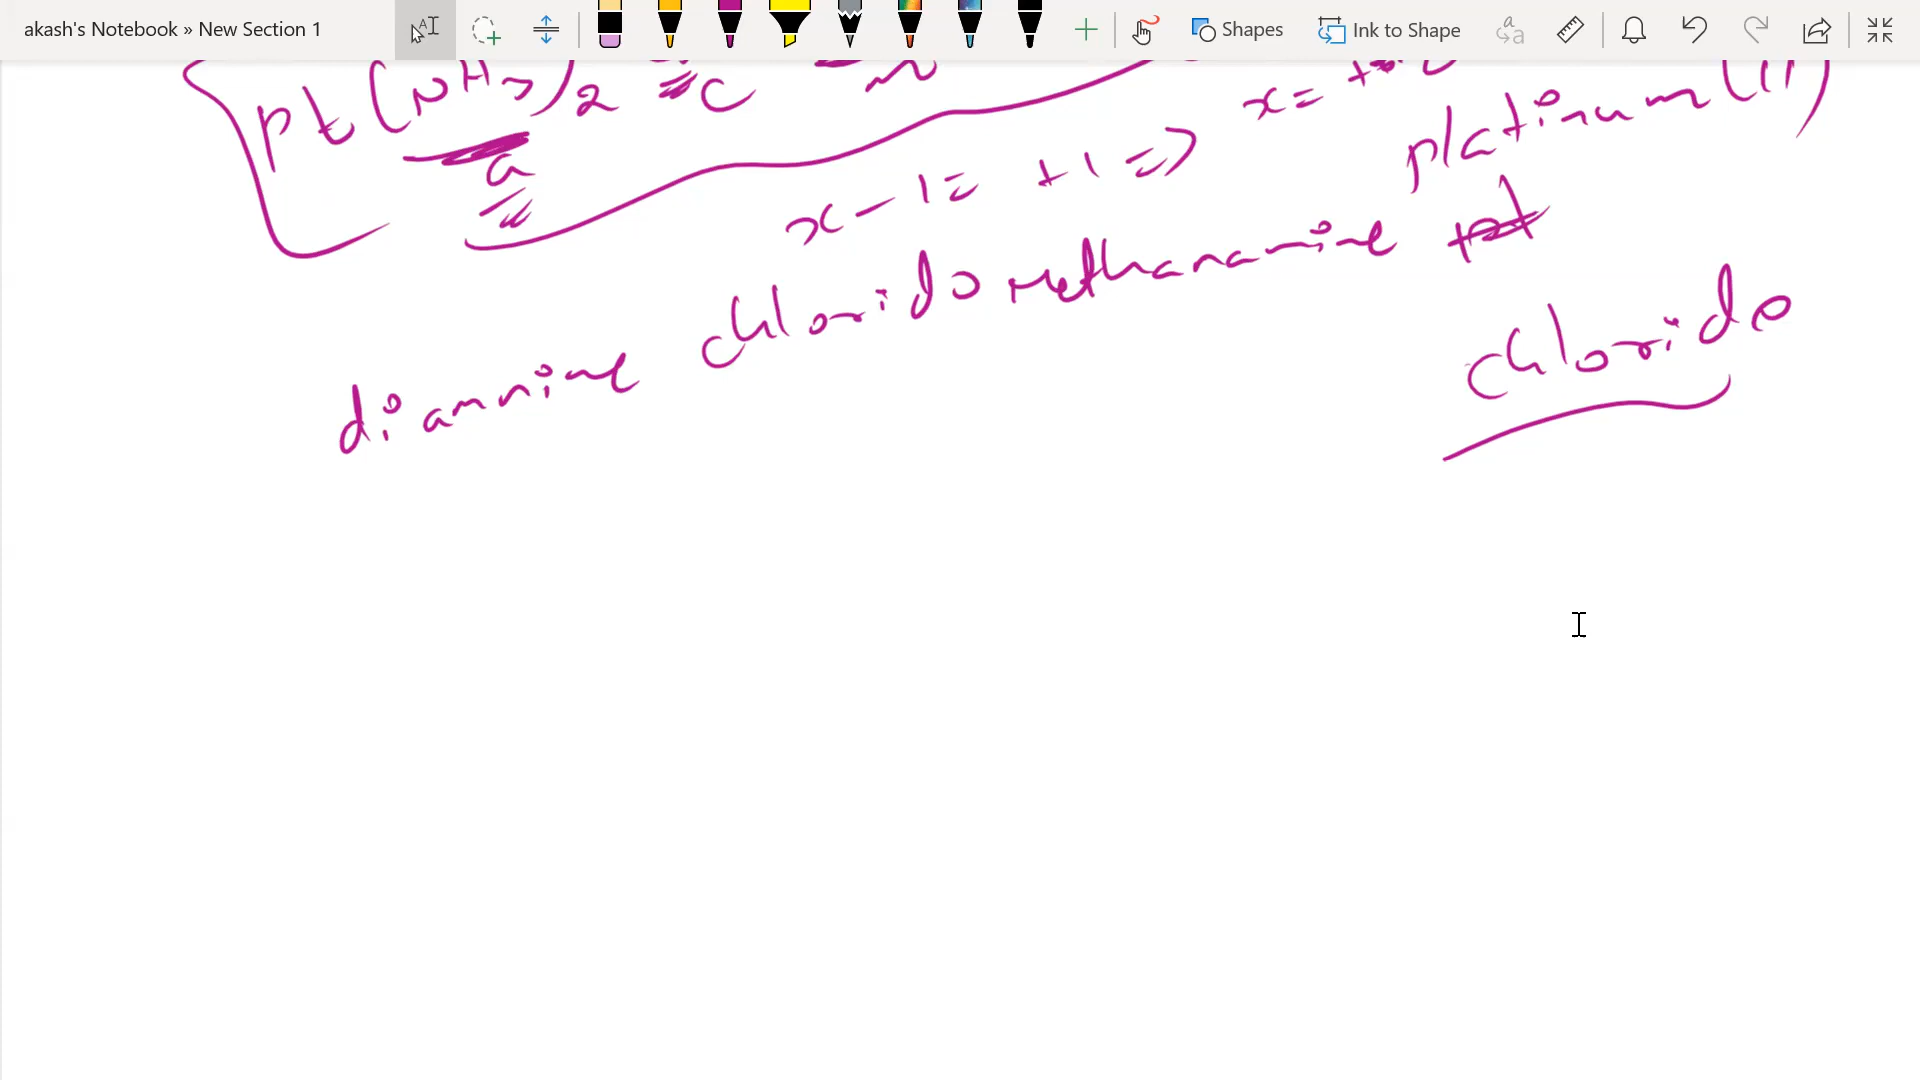 akash's Notebook » New Section 1
Shapes
Ink to Shape
pt(NH3)2 C
a
x =
x - 1 = +1 =>
platinum (II)
diammine chlorido methanamine
chloride